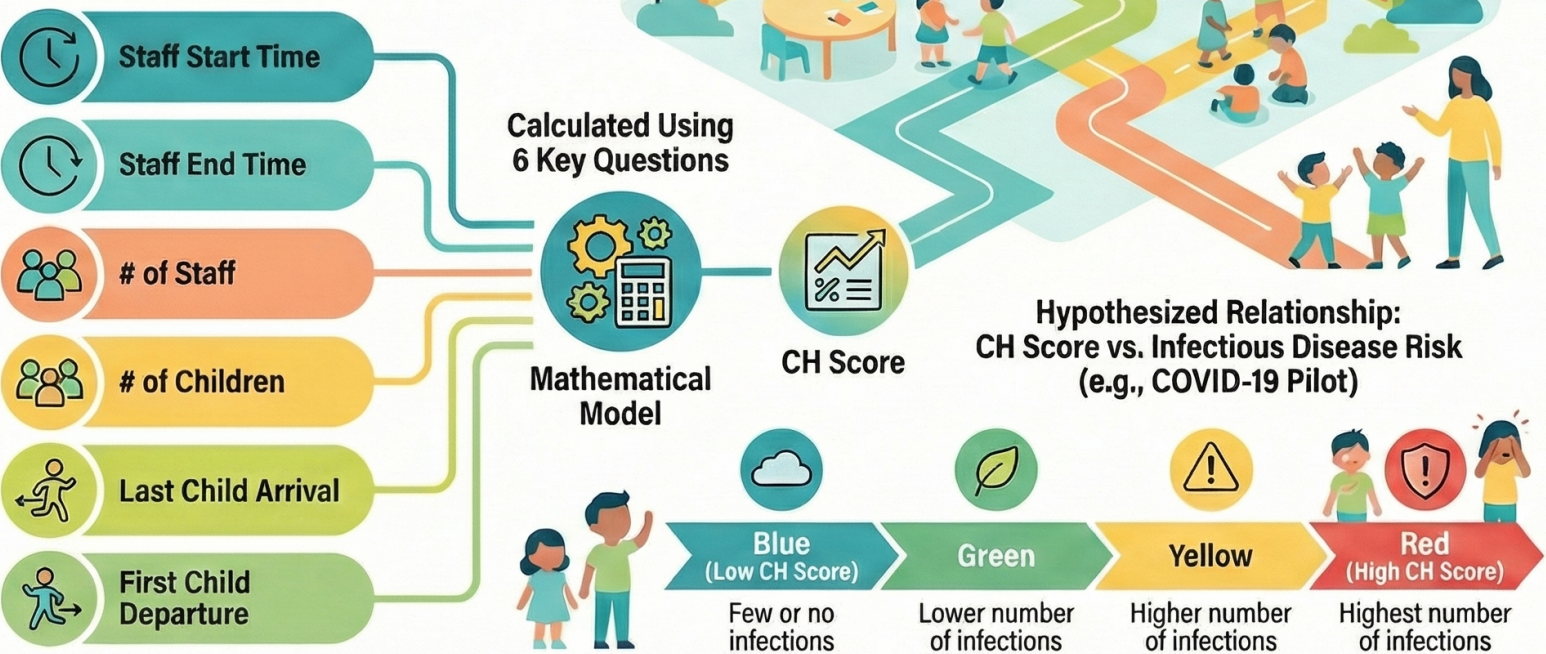 Staff Start Time
Staff End Time
# of Staff
# of Children
Last Child Arrival
First Child
Departure
Calculated Using
6 Key Questions
Mathematical
Model
CH Score
Hypothesized Relationship:
CH Score vs. Infectious Disease Risk
(e.g., COVID-19 Pilot)
Blue
(Low CH Score)
Few or no
infections
Green
Lower number
of infections
Yellow
Higher number
of infections
Red
(High CH Score)
Highest number
of infections